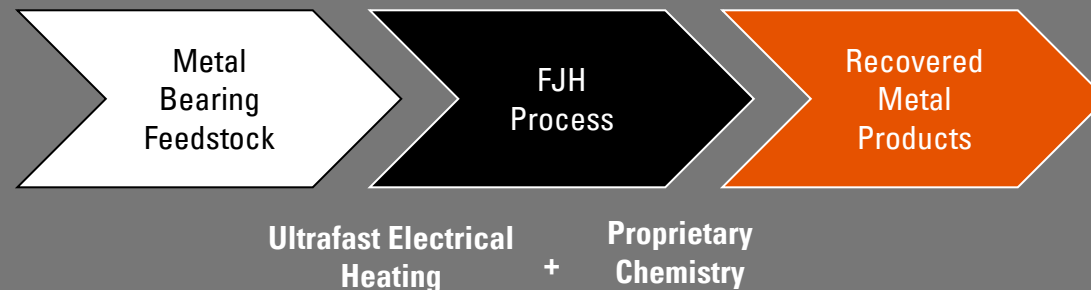 Metal
Bearing
Feedstock
FJH
Process
Recovered
Metal
Products
Ultrafast Electrical
Heating
+
Proprietary
Chemistry